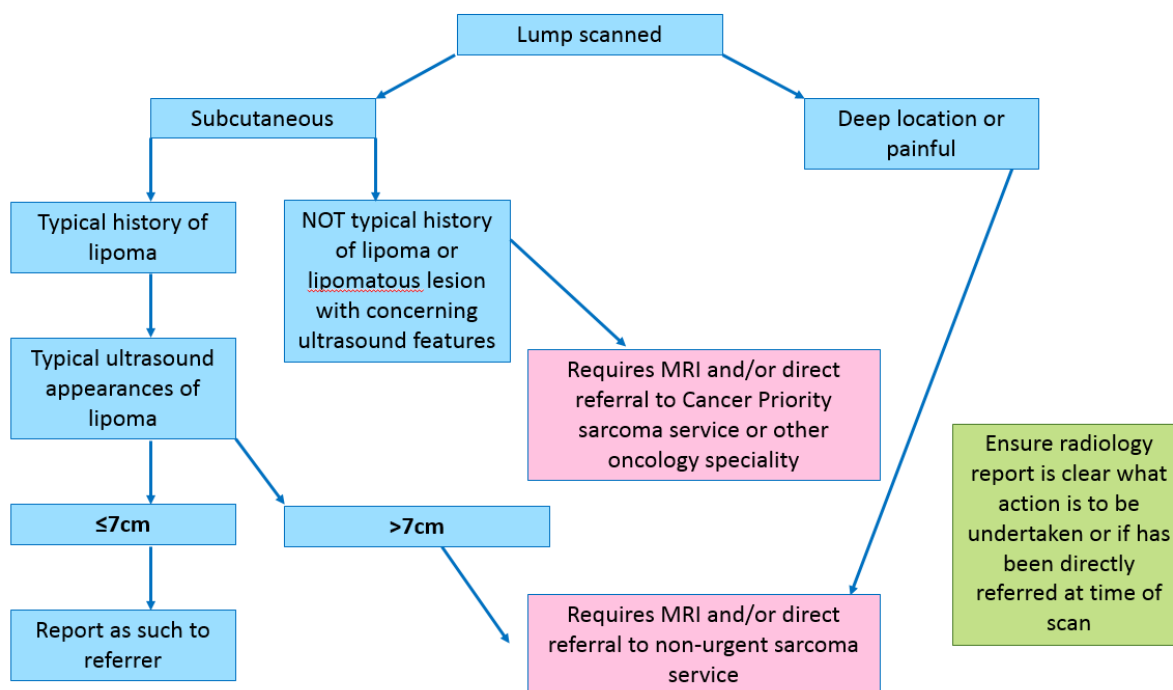 Lump scanned
Subcutaneous
Deep location or
painful
Typical history of
lipoma
NOT typical history
of lipoma or
lipomatous lesion
with concerning
ultrasound features
Typical ultrasound
appearances of
lipoma
Requires MRI and/or direct
referral to Cancer Priority
sarcoma service or other
oncology speciality
Ensure radiology
report is clear what
action is to be
undertaken or if has
been directly
referred at time of
scan
≤7cm
>7cm
Report as such to
referrer
Requires MRI and/or direct
referral to non-urgent sarcoma
service